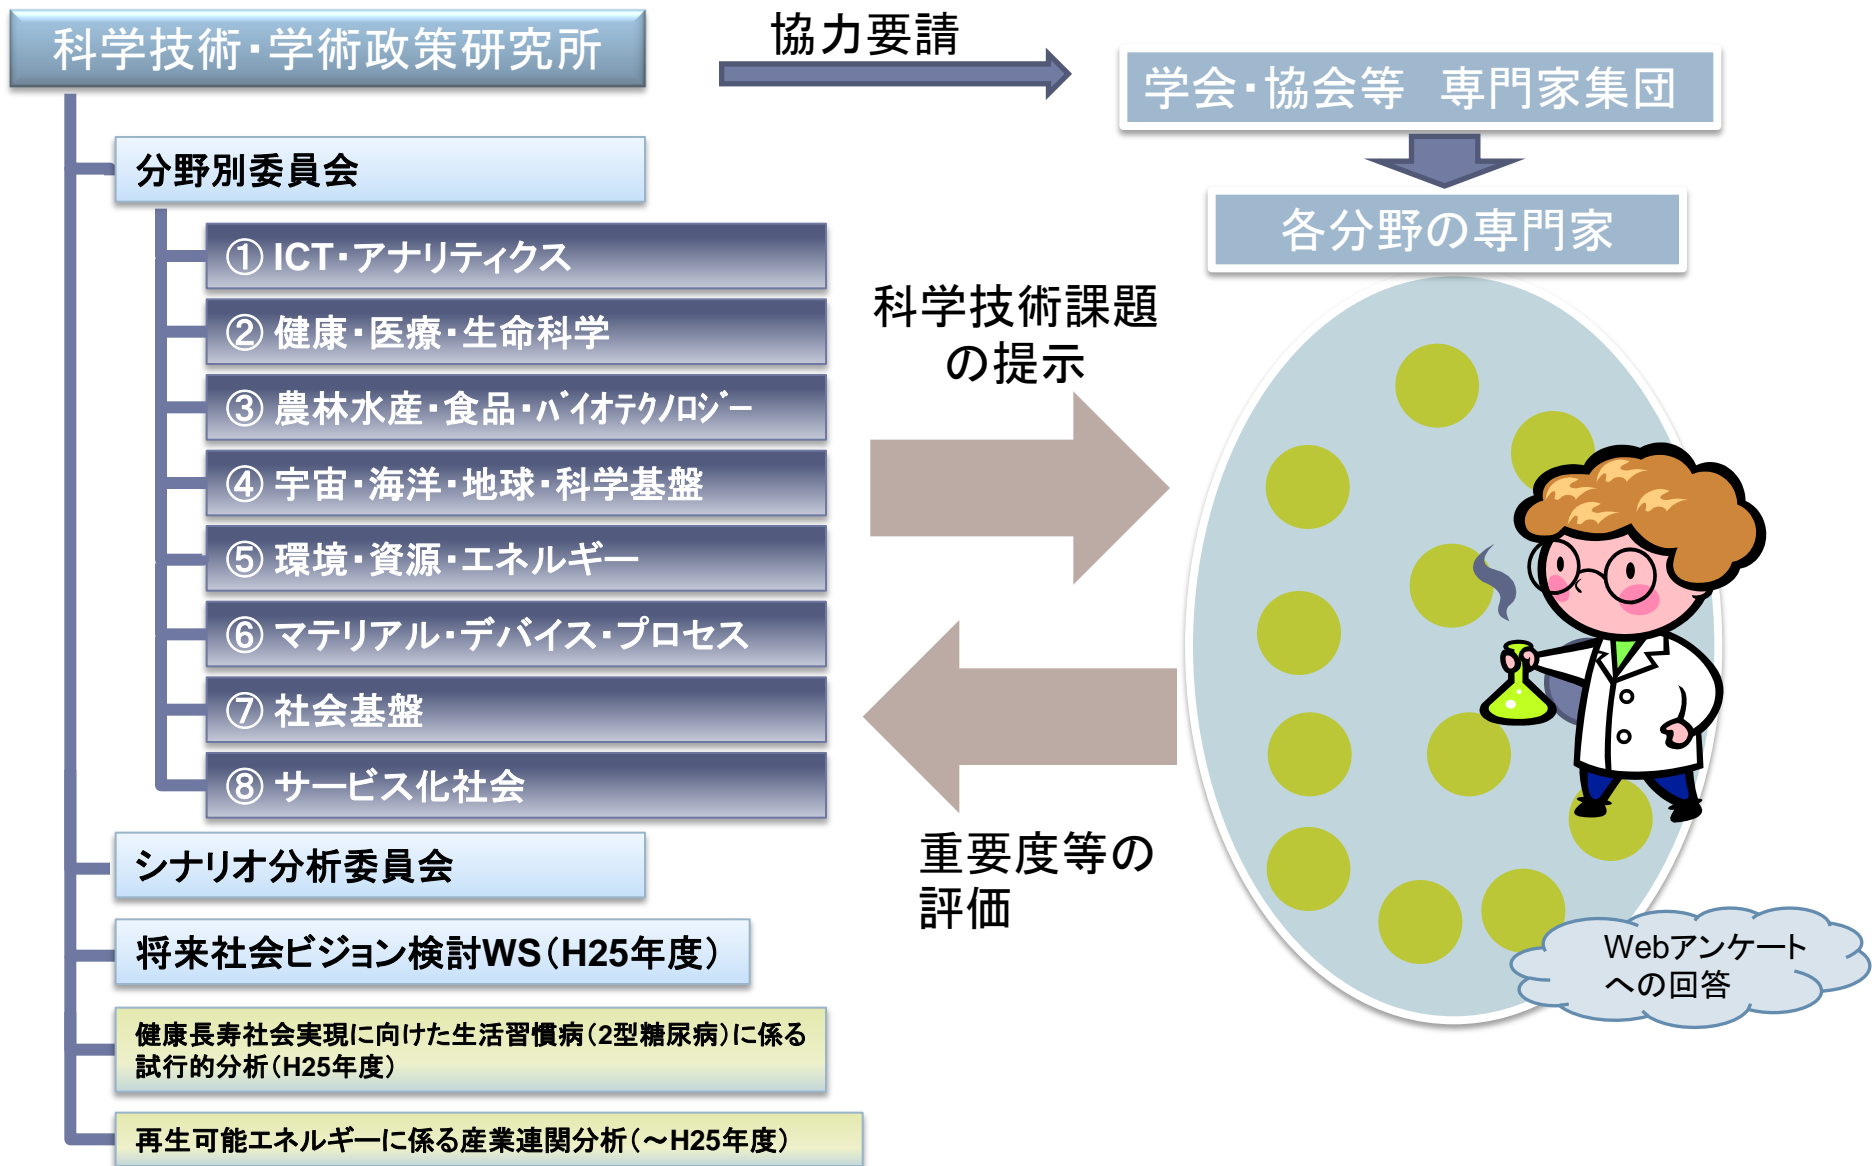 科学技術・学術政策研究所
協力要請
学会・協会等　専門家集団
各分野の専門家
分野別委員会
① ICT・アナリティクス
② 健康・医療・生命科学
③ 農林水産・食品・ﾊﾞｲｵﾃｸﾉﾛｼﾞｰ
④ 宇宙・海洋・地球・科学基盤
⑤ 環境・資源・エネルギー
⑥ マテリアル・デバイス・プロセス
⑦ 社会基盤
⑧ サービス化社会
シナリオ分析委員会
将来社会ビジョン検討WS（H25年度）
健康長寿社会実現に向けた生活習慣病（2型糖尿病）に係る
試行的分析（H25年度）
再生可能エネルギーに係る産業連関分析（～H25年度）
科学技術課題
の提示
重要度等の
評価
Webアンケート
への回答